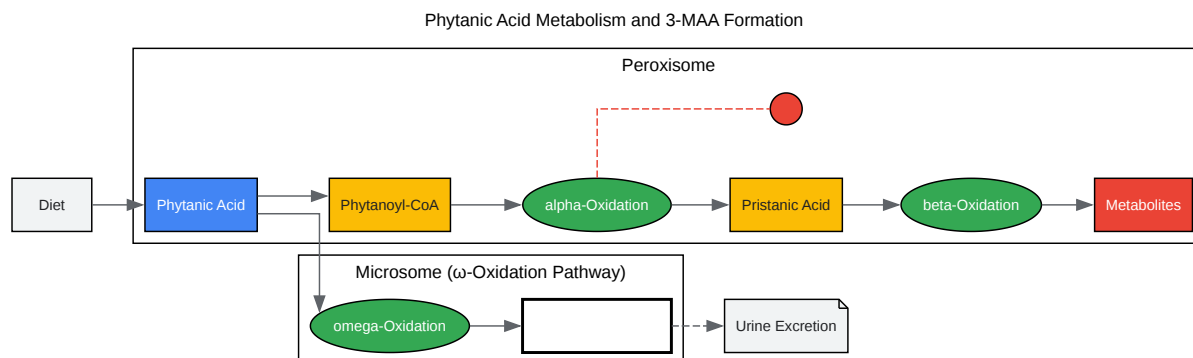 Phytanic Acid Metabolism and 3-MAA Formation
Peroxisome
Diet
Phytanic Acid
Phytanoyl-CoA
alpha-Oxidation
Pristanic Acid
beta-Oxidation
Metabolites
Microsome (ω-Oxidation Pathway)
omega-Oxidation
Urine Excretion